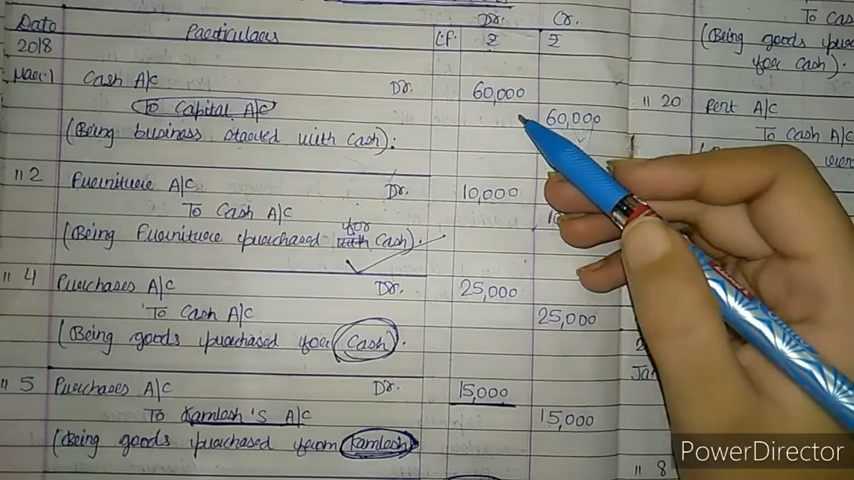 Date Particulars L.F. Dr. ₹ Cr. ₹
2018
Mar.1 Cash A/c Dr. 60,000
To Capital A/c 60,000
(Being business started with Cash).
" 2 Furniture A/c Dr. 10,000
To Cash A/c
(Being Furniture purchased for Cash).
" 4 Purchases A/c Dr. 25,000
To Cash A/c 25,000
(Being goods purchased for Cash).
" 5 Purchases A/c Dr. 15,000
To Kamlesh's A/c 15,000
(Being goods purchased from Kamlesh)
To Cas
(Being goods pur
for Cash).
" 20 Rent A/c
To Cash A/c
Jan
" 8
PowerDirector